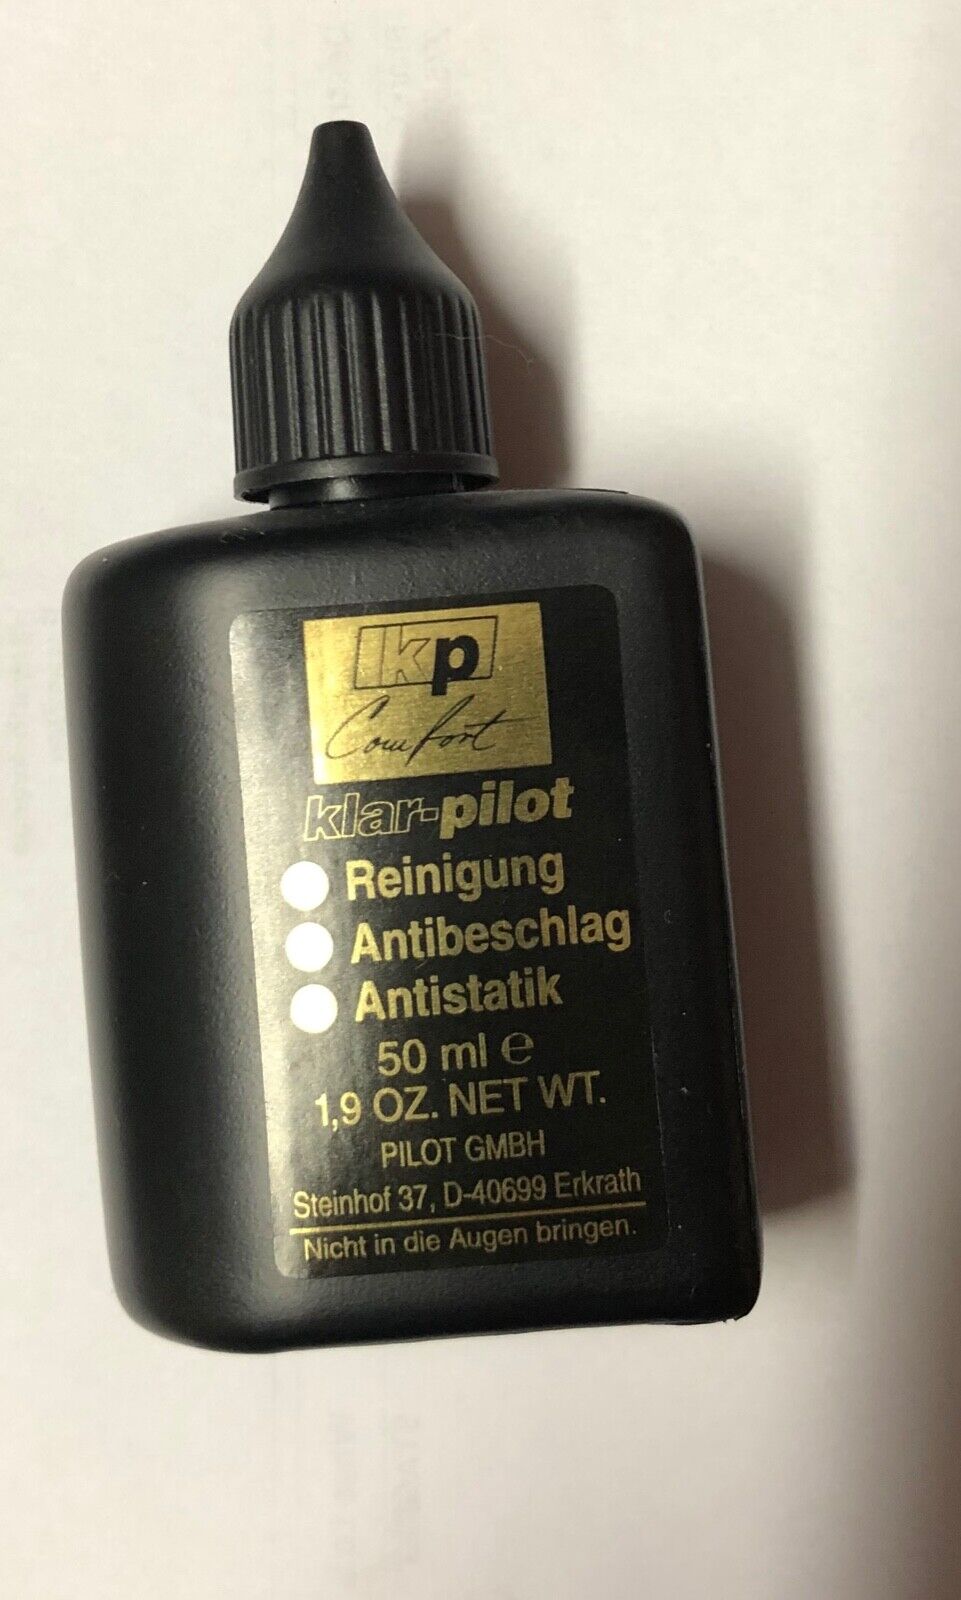 kp
Comfort
klar-pilot
Reinigung
Antibeschlag
Antistatik
50 ml ℮
1,9 OZ. NET WT.
PILOT GMBH
Steinhof 37, D-40699 Erkrath
Nicht in die Augen bringen.